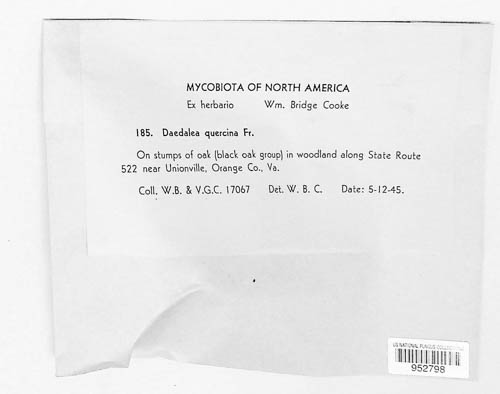 MYCOBIOTA OF NORTH AMERICA
Ex herbario Wm. Bridge Cooke
185. Daedalea quercina Fr.
On stumps of oak (black oak group) in woodland along State Route
522 near Unionville, Orange Co., Va.
Coll. W.B. & V.G.C. 17067 Det. W. B. C. Date: 5-12-45.
US NATIONAL FUNGUS COLLECTIONS
952798